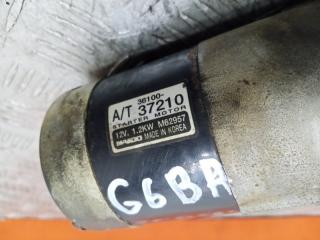 36100-
A/T 37210
STARTER MOTOR
12V, 1.2KW M62957
MANDO MADE IN KOREA
G6BA